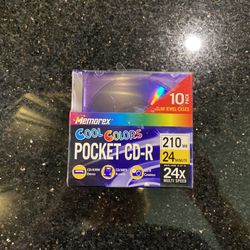 10 PACK
SLIM JEWEL CASES
Memorex
COOL COLORS
POCKET CD-R
210 MB
24 MINUTE
24x
MULTI SPEED